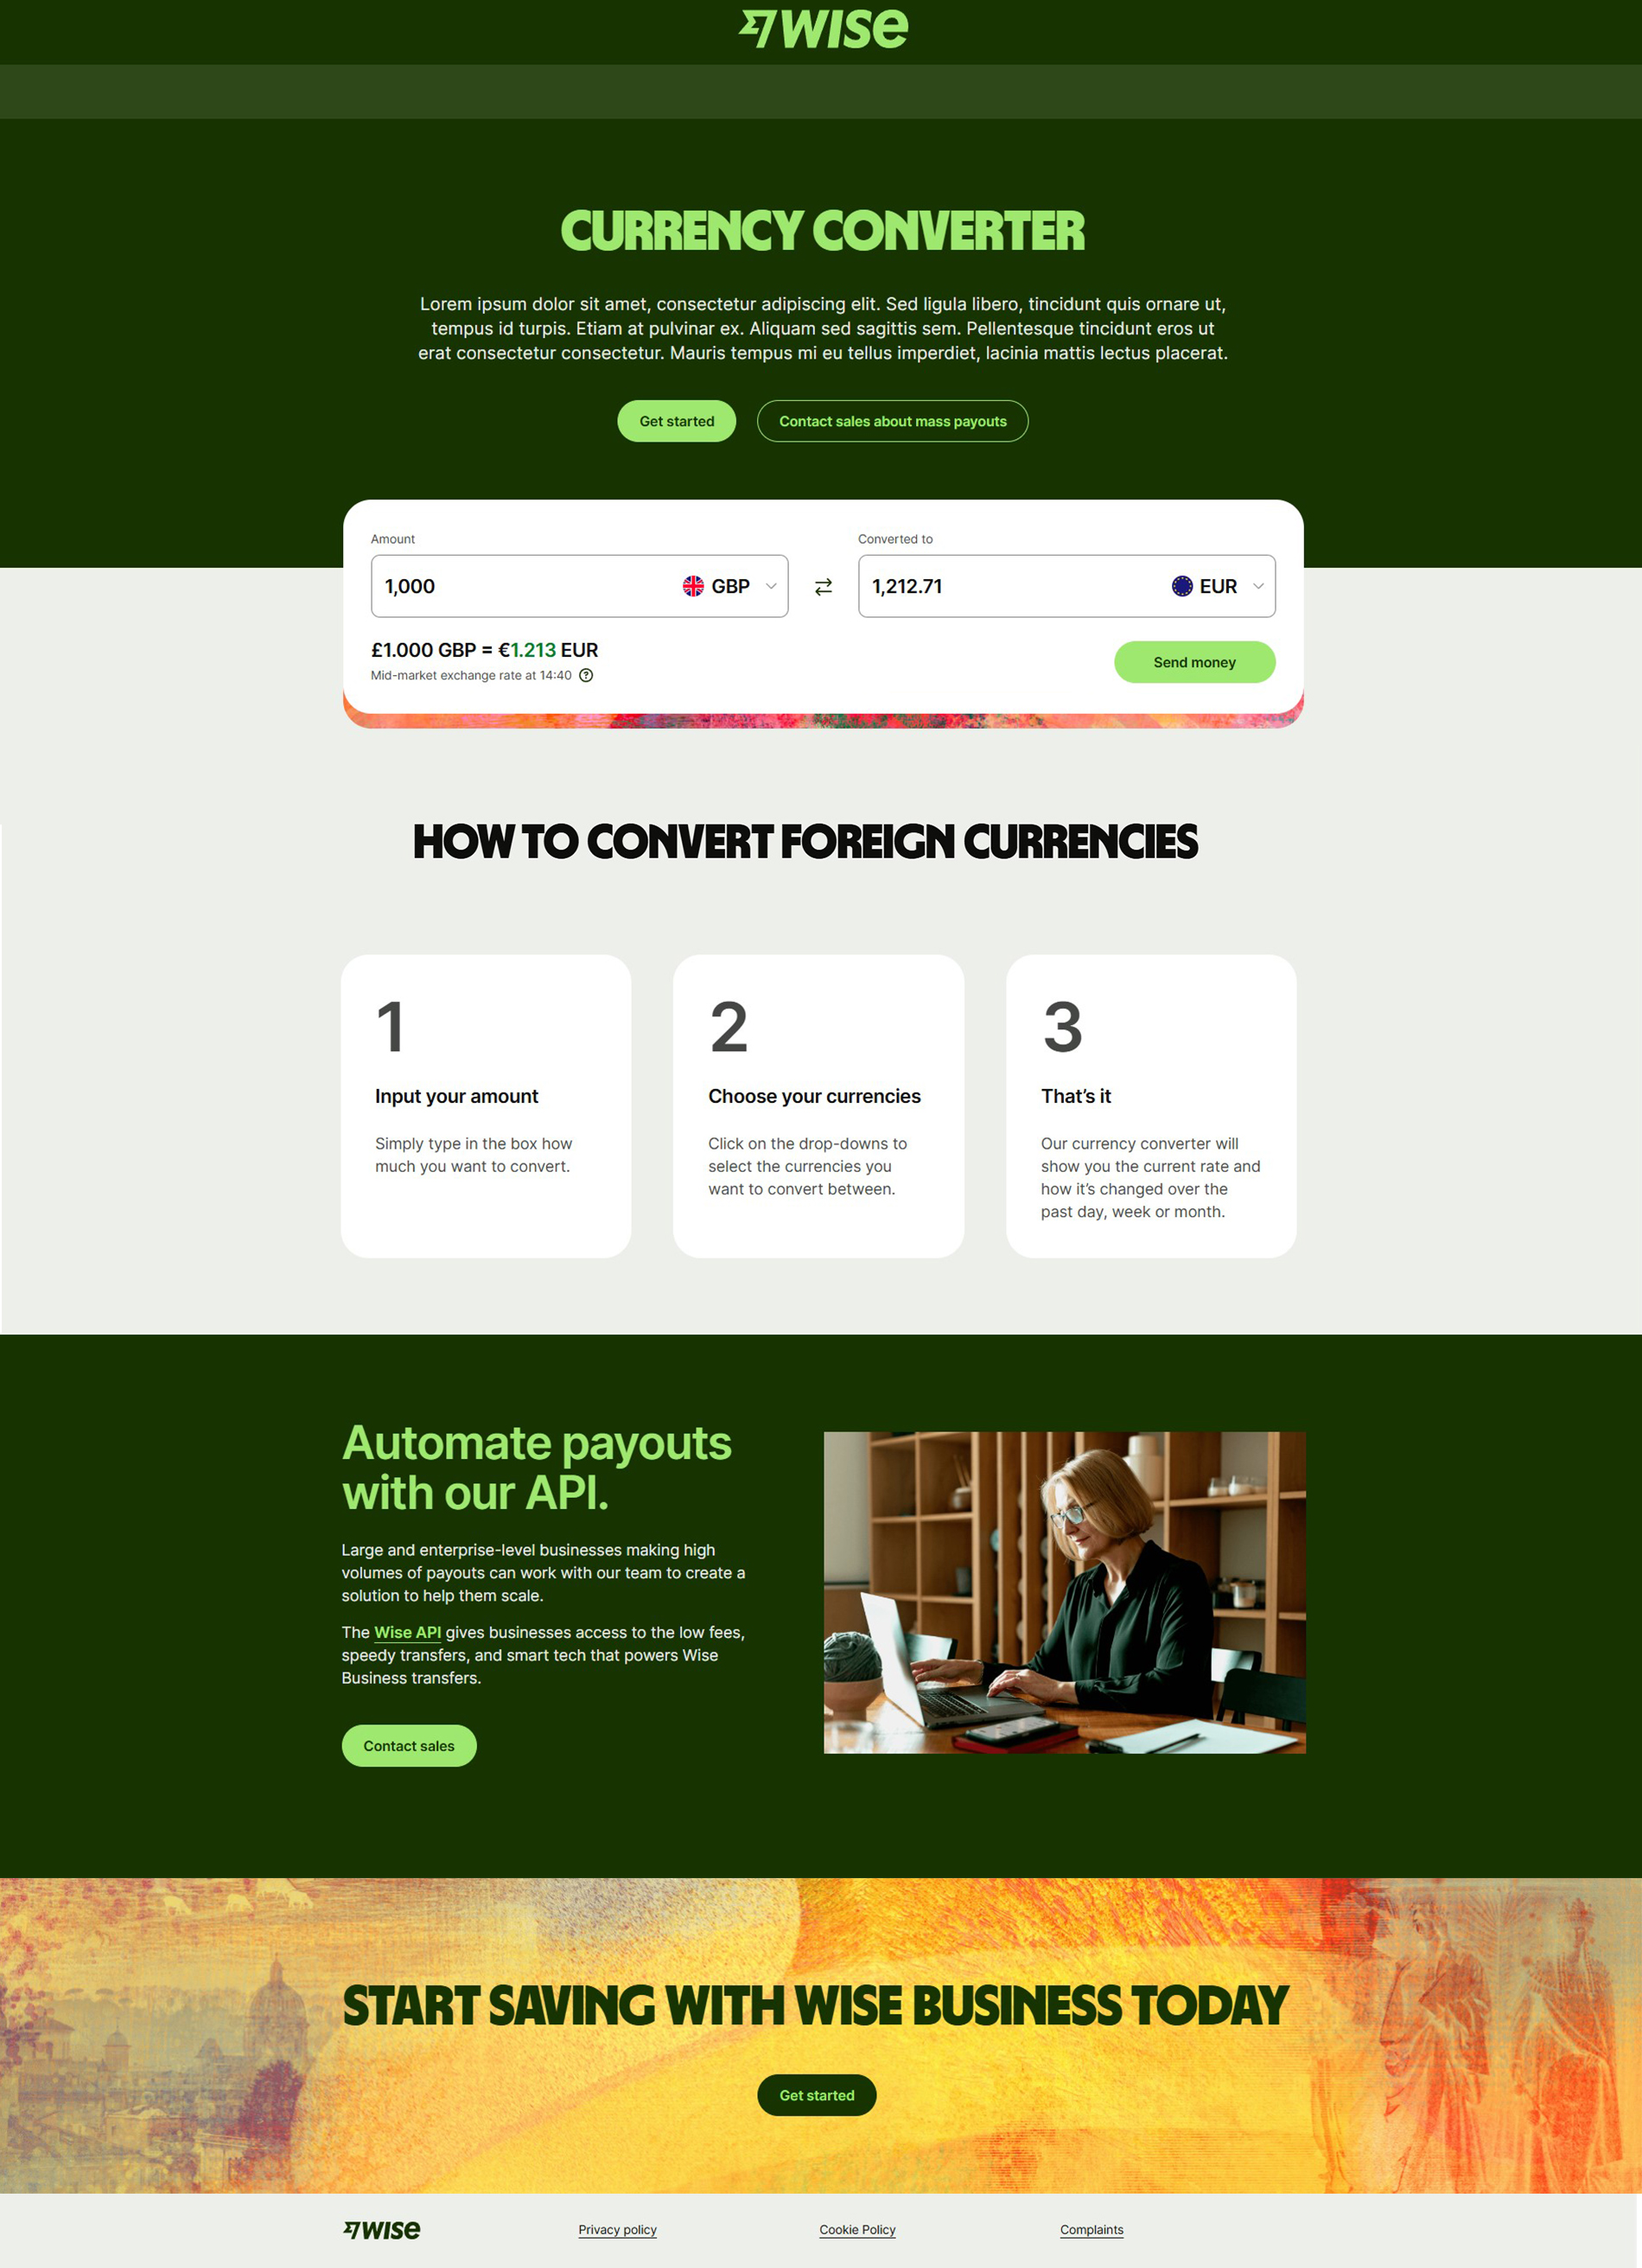 WISE
CURRENCY CONVERTER
Lorem ipsum dolor sit amet, consectetur adipiscing elit. Sed ligula libero, tincidunt quis ornare ut,
tempus id turpis. Etiam at pulvinar ex. Aliquam sed sagittis sem. Pellentesque tincidunt eros ut
erat consectetur consectetur. Mauris tempus mi eu tellus imperdiet, lacinia mattis lectus placerat.
Get started
Contact sales about mass payouts
Amount
1,000
GBP
Converted to
1,212.71
EUR
£1.000 GBP = €1.213 EUR
Mid-market exchange rate at 14:40
Send money
HOW TO CONVERT FOREIGN CURRENCIES
1
Input your amount
Simply type in the box how
much you want to convert.
2
Choose your currencies
Click on the drop-downs to
select the currencies you
want to convert between.
3
That’s it
Our currency converter will
show you the current rate and
how it’s changed over the
past day, week or month.
Automate payouts
with our API.
Large and enterprise-level businesses making high
volumes of payouts can work with our team to create a
solution to help them scale.
The Wise API gives businesses access to the low fees,
speedy transfers, and smart tech that powers Wise
Business transfers.
Contact sales
START SAVING WITH WISE BUSINESS TODAY
Get started
WISE
Privacy policy
Cookie Policy
Complaints